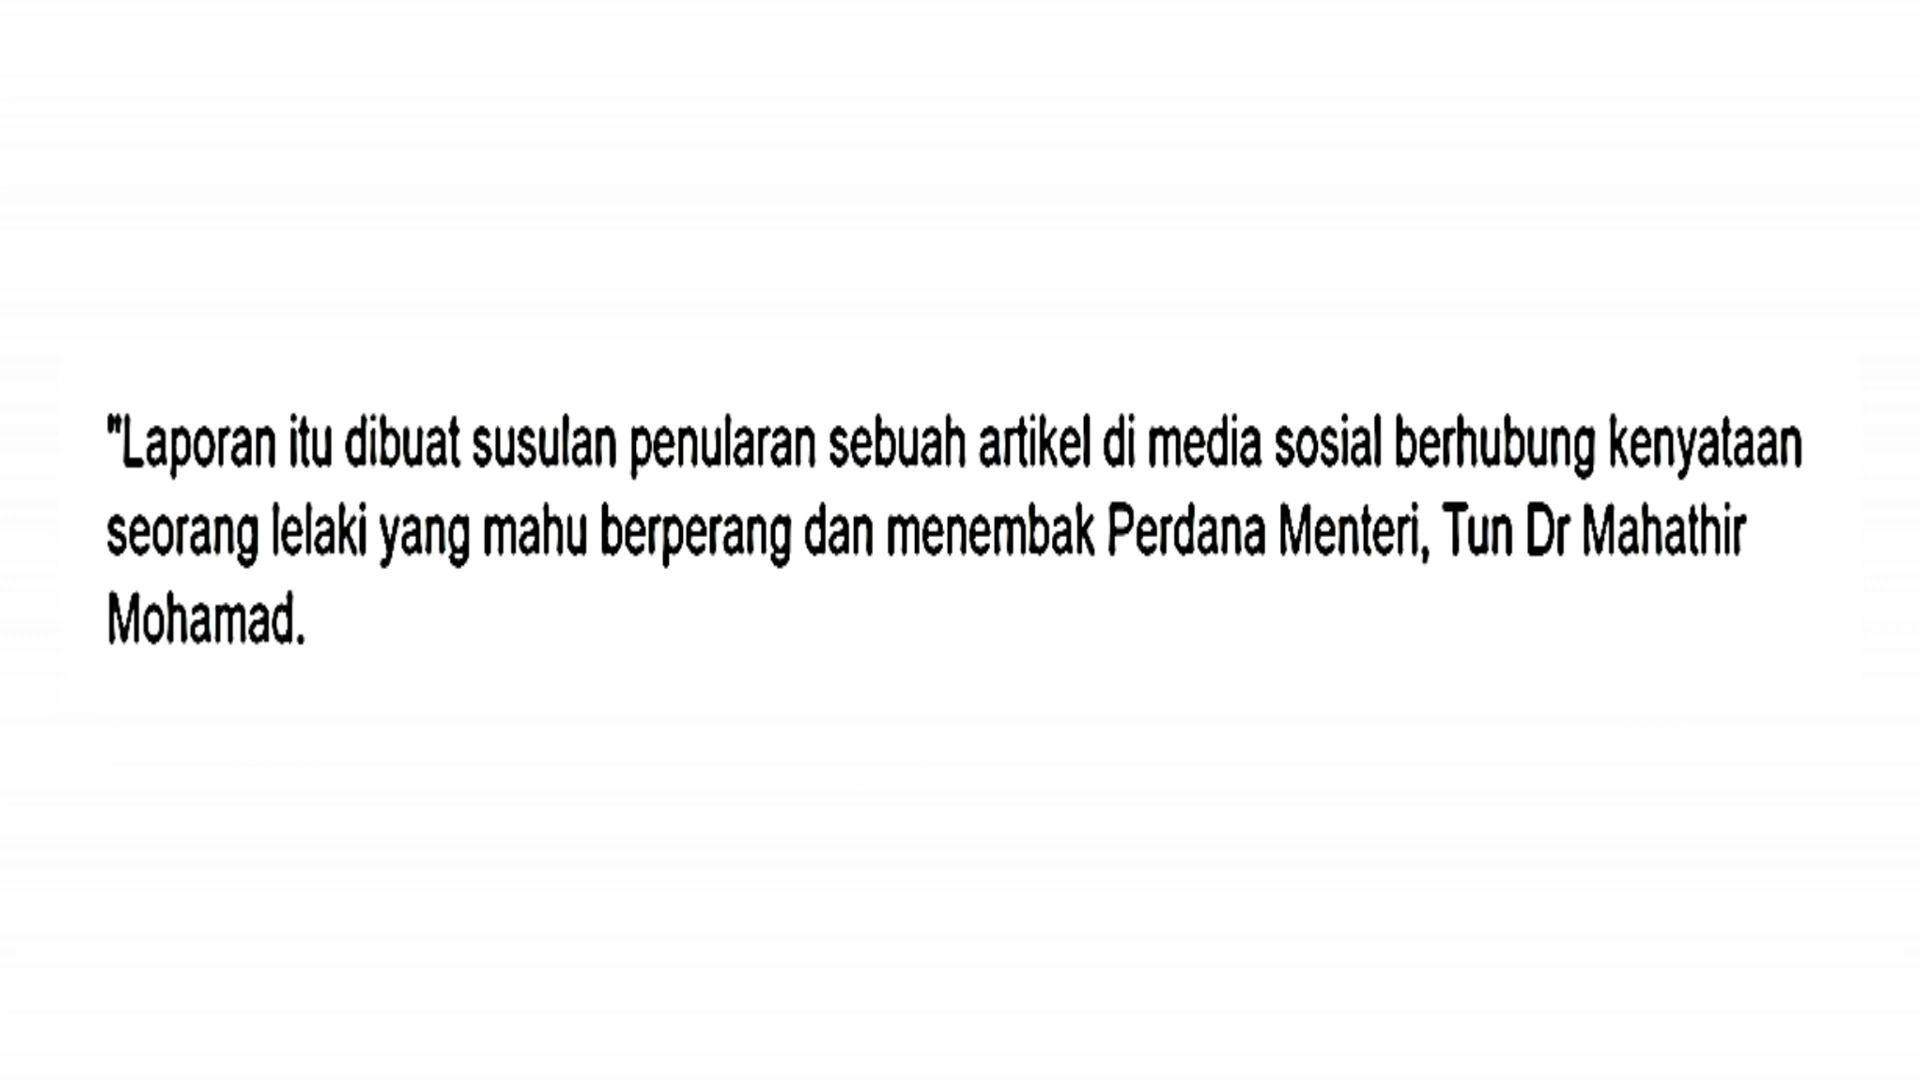 "Laporan itu dibuat susulan penularan sebuah artikel di media sosial berhubung kenyataan
seorang lelaki yang mahu berperang dan menembak Perdana Menteri, Tun Dr Mahathir
Mohamad.